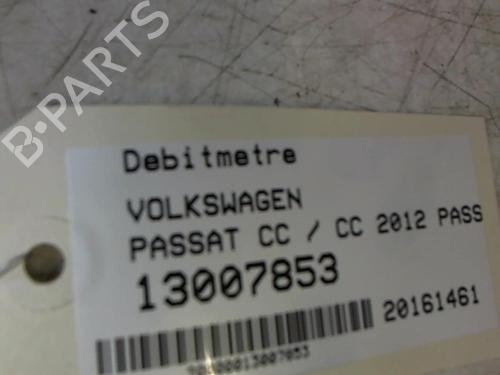 B-PARTS
Debitmetre
VOLKSWAGEN
PASSAT CC / CC 2012 PASS
13007853
20161461